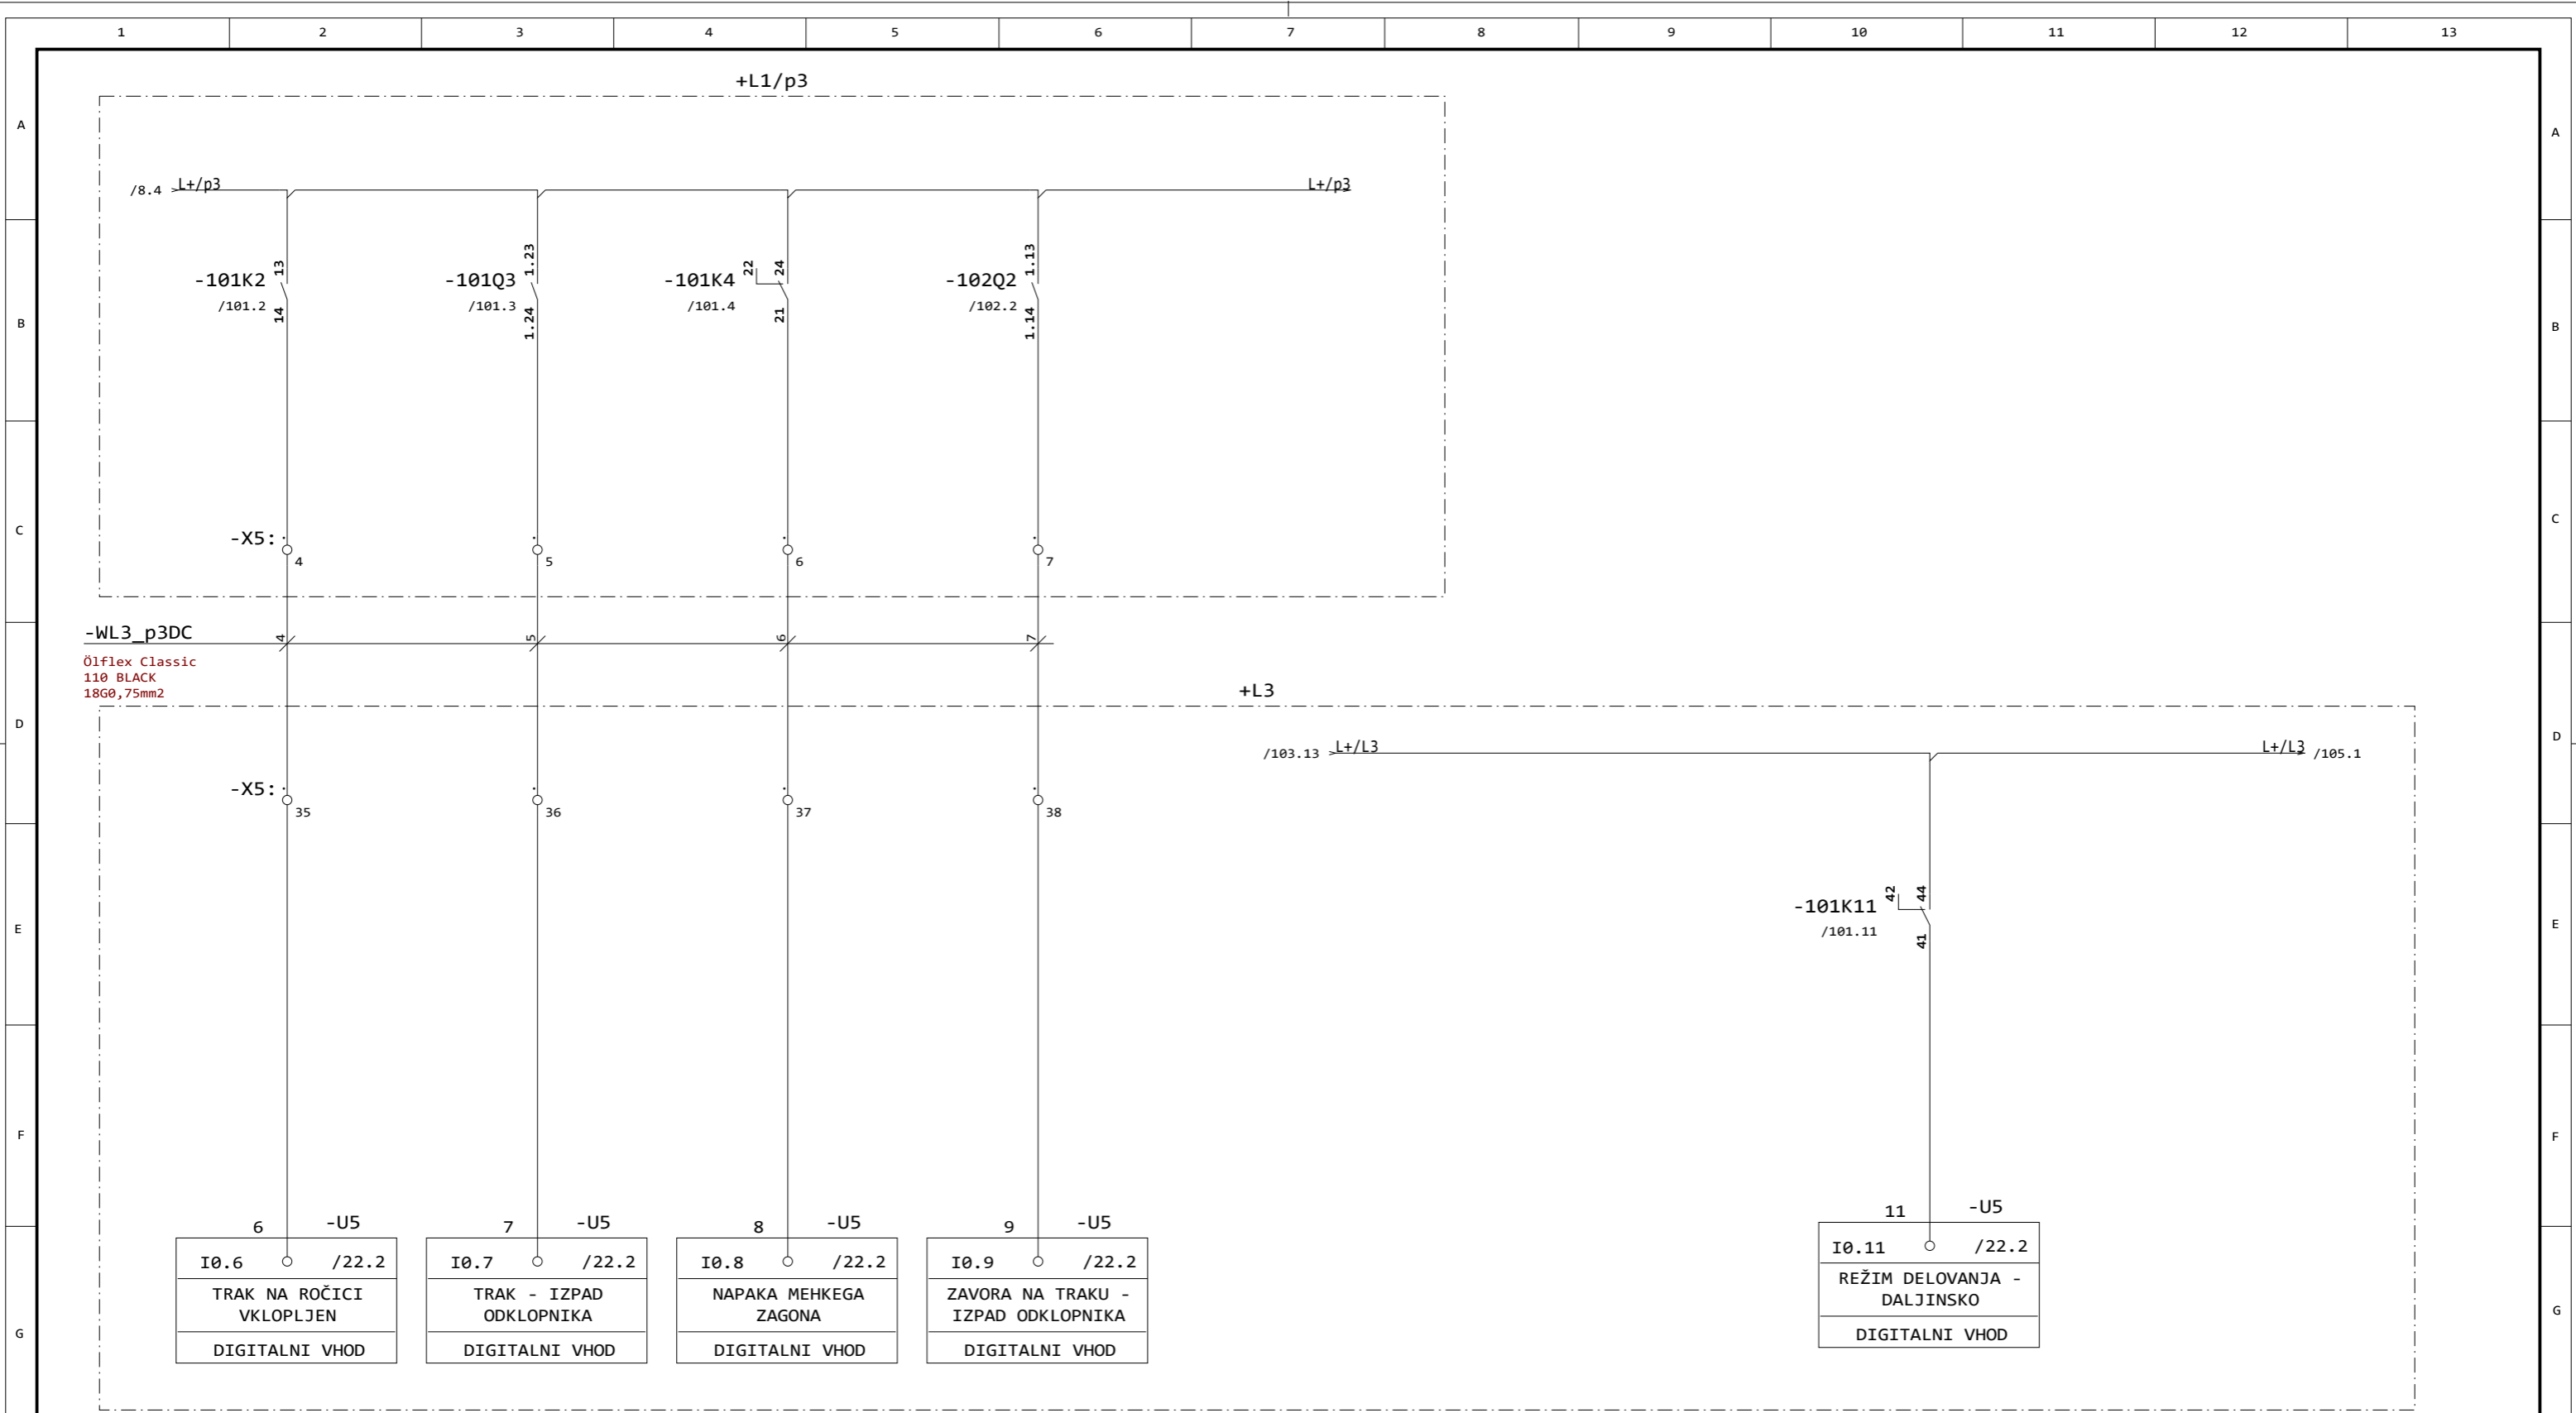 1 2 3 4 5 6 7 8 9 10 11 12 13
+L1/p3
A A
/8.4 L+/p3 L+/p3
13 1.23 22 24 1.13
-101K2 -101Q3 -101K4 -102Q2
/101.2 /101.3 /101.4 /102.2
14 1.24 21 1.14
B B
C C
-X5:
4 5 6 7
-WL3_p3DC 4 5 6 7
Ölflex Classic
110 BLACK
18G0,75mm2
+L3
D D
/103.13 L+/L3 L+/L3 /105.1
-X5:
35 36 37 38
42 44
-101K11
/101.11
41
E E
F F
6 -U5 7 -U5 8 -U5 9 -U5 11 -U5
I0.6 /22.2 I0.7 /22.2 I0.8 /22.2 I0.9 /22.2 I0.11 /22.2
TRAK NA ROČICI
VKLOPLJEN
DIGITALNI VHOD
TRAK - IZPAD
ODKLOPNIKA
DIGITALNI VHOD
NAPAKA MEHKEGA
ZAGONA
DIGITALNI VHOD
ZAVORA NA TRAKU -
IZPAD ODKLOPNIKA
DIGITALNI VHOD
REŽIM DELOVANJA -
DALJINSKO
DIGITALNI VHOD
G G